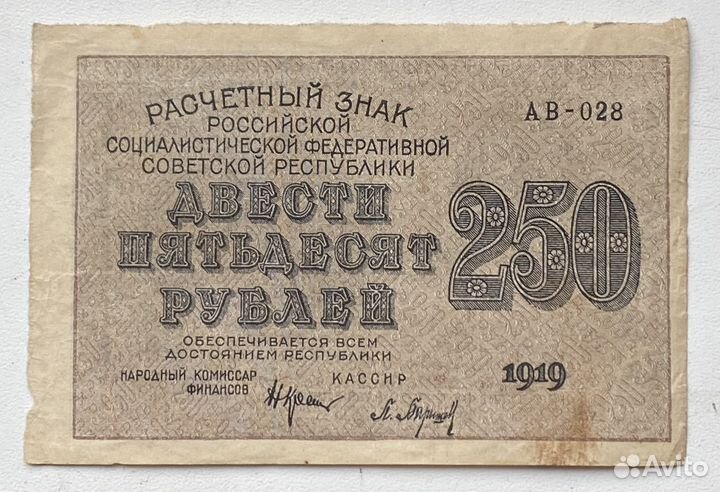 РАСЧЕТНЫЙ ЗНАК
РОССИЙСКОЙ
СОЦИАЛИСТИЧЕСКОЙ ФЕДЕРАТИВНОЙ
СОВЕТСКОЙ РЕСПУБЛИКИ
АВ-028
ДВЕСТИ
ПЯТЬДЕСЯТ
РУБЛЕЙ
250
ОБЕСПЕЧИВАЕТСЯ ВСЕМ
ДОСТОЯНИЕМ РЕСПУБЛИКИ
НАРОДНЫЙ КОМИССАР
ФИНАНСОВ
КАССИР
1919
Avito